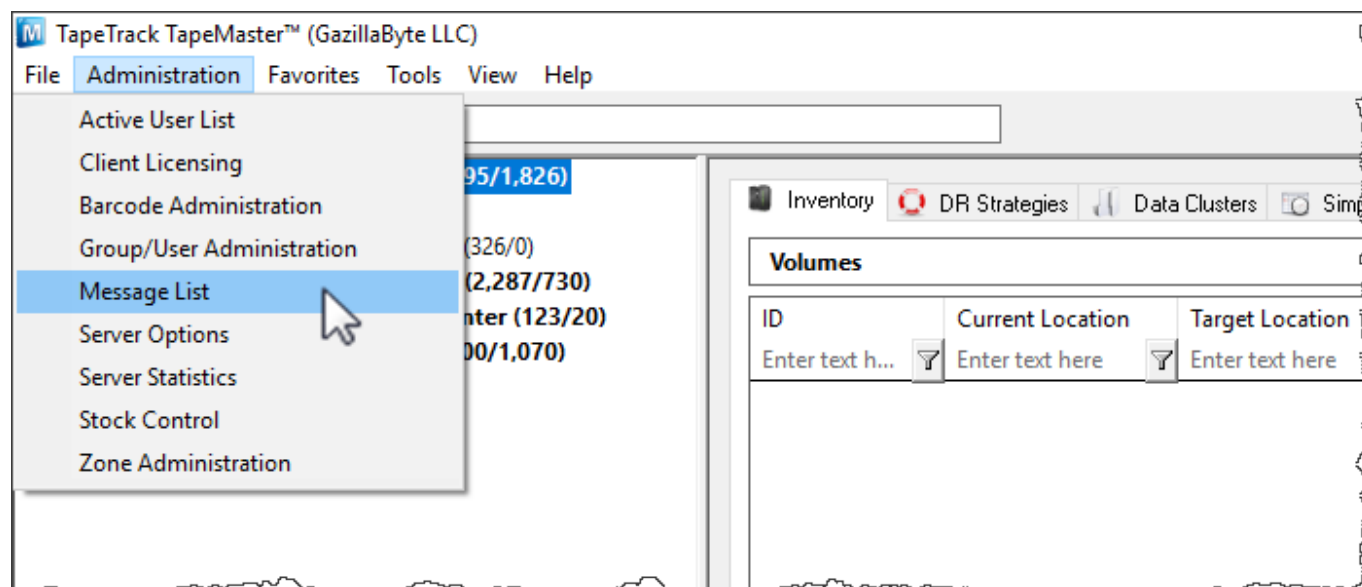 TapeTrack TapeMaster™ (GazillaByte LLC)
File Administration Favorites Tools View Help
Active User List
Client Licensing
Barcode Administration
Group/User Administration
Message List
Server Options
Server Statistics
Stock Control
Zone Administration
95/1,826)
(326/0)
(2,287/730)
(123/20)
00/1,070)
Inventory DR Strategies Data Clusters
Volumes
ID Current Location Target Location
Enter text h... Enter text here Enter text here